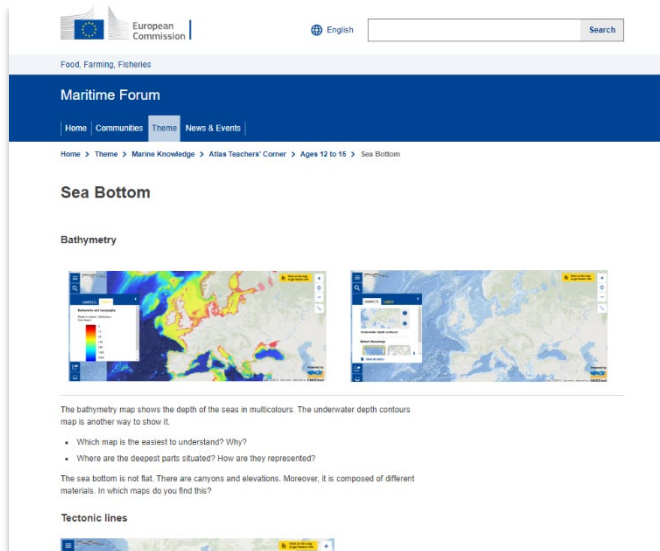 European
Commission
English
Search
Food, Farming, Fisheries
Maritime Forum
Home
Communities
Theme
News & Events
Home > Theme > Marine Knowledge > Atlas Teachers' Corner > Ages 12 to 15 > Sea Bottom
Sea Bottom
Bathymetry
The bathymetry map shows the depth of the seas in multicolours. The underwater depth contours
map is another way to show it.
• Which map is the easiest to understand? Why?
• Where are the deepest parts situated? How are they represented?
The sea bottom is not flat. There are canyons and elevations. Moreover, it is composed of different
materials. In which maps do you find this?
Tectonic lines